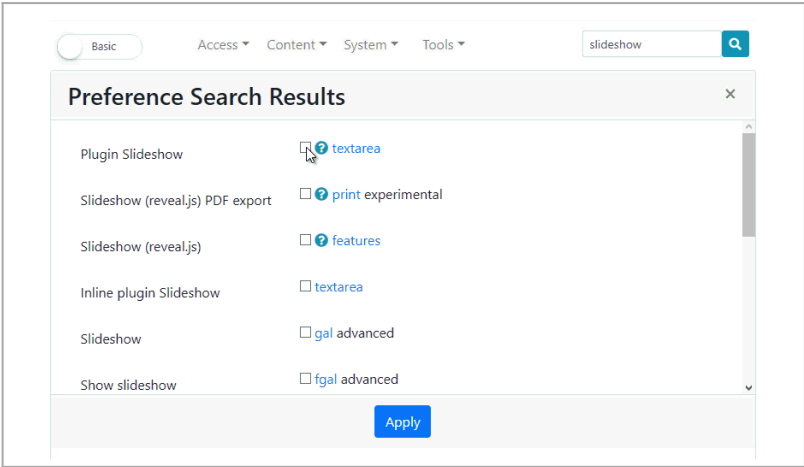 Basic Access Content System Tools slideshow
Preference Search Results ×
Plugin Slideshow ? textarea
Slideshow (reveal.js) PDF export ? print experimental
Slideshow (reveal.js) ? features
Inline plugin Slideshow textarea
Slideshow gal advanced
Show slideshow fgal advanced
Apply